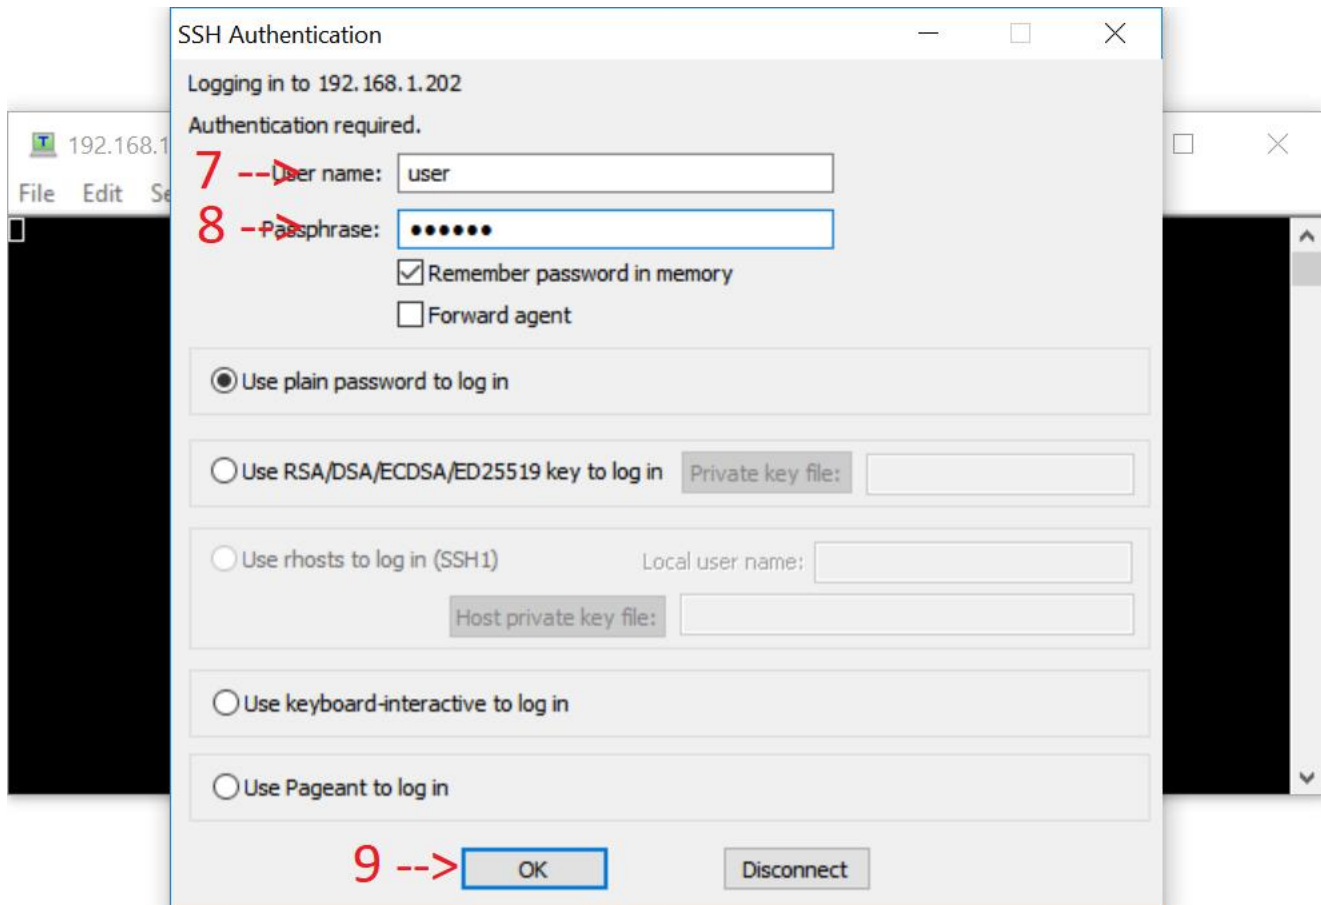 SSH Authentication
Logging in to 192.168.1.202
Authentication required.
192.168.1
File Edit Se
7 --> User name: user
8 --> Passphrase: ••••••
Remember password in memory
Forward agent
Use plain password to log in
Use RSA/DSA/ECDSA/ED25519 key to log in Private key file:
Use rhosts to log in (SSH1) Local user name:
Host private key file:
Use keyboard-interactive to log in
Use Pageant to log in
9 --> OK Disconnect